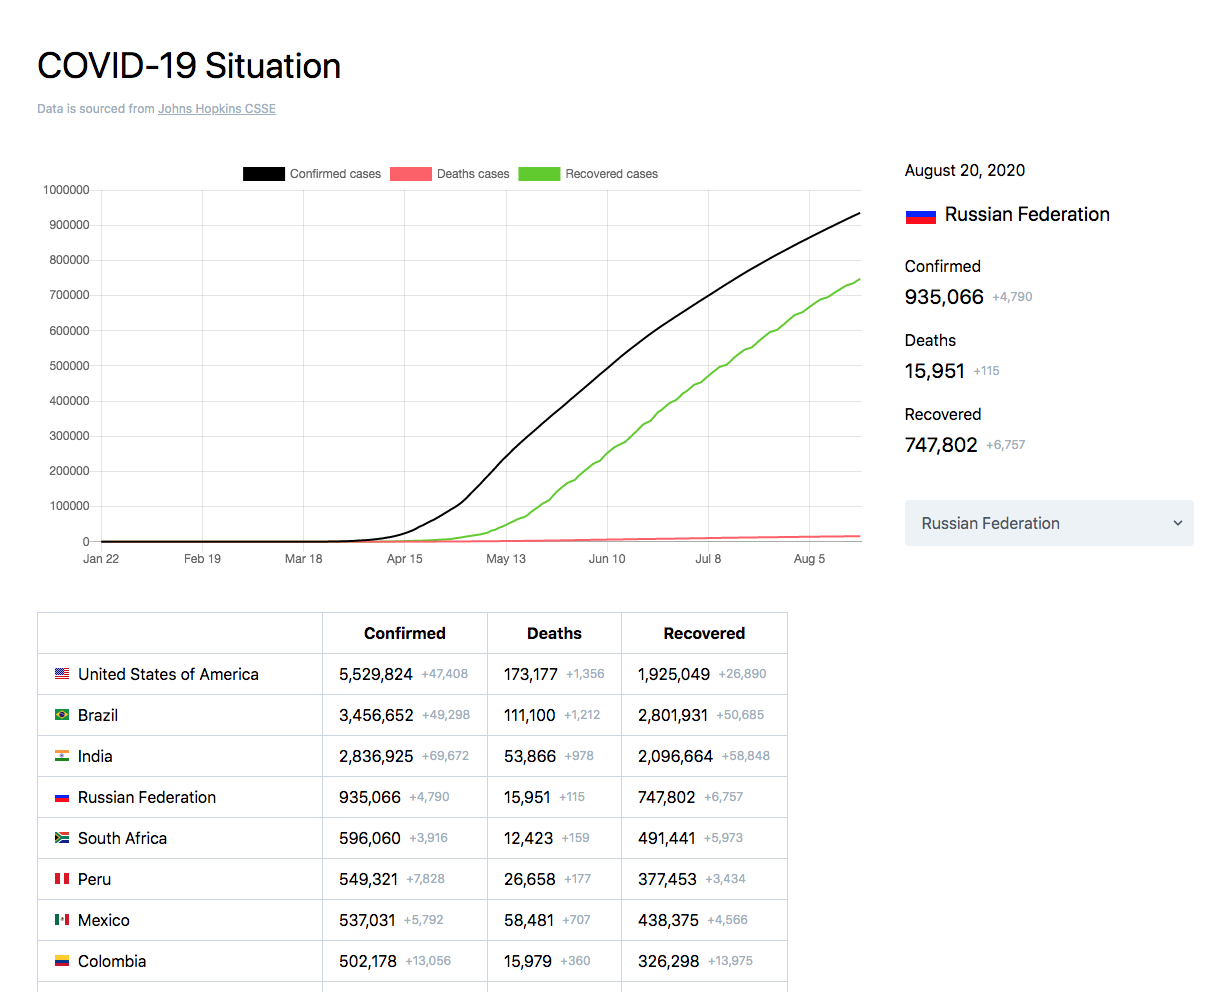 COVID-19 Situation
Data is sourced from Johns Hopkins CSSE
Confirmed cases Deaths cases Recovered cases
1000000
900000
800000
700000
600000
500000
400000
300000
200000
100000
0
Jan 22 Feb 19 Mar 18 Apr 15 May 13 Jun 10 Jul 8 Aug 5
August 20, 2020
Russian Federation
Confirmed
935,066 +4,790
Deaths
15,951 +115
Recovered
747,802 +6,757
Russian Federation
Confirmed Deaths Recovered
United States of America 5,529,824 +47,408 173,177 +1,356 1,925,049 +26,890
Brazil 3,456,652 +49,298 111,100 +1,212 2,801,931 +50,685
India 2,836,925 +69,672 53,866 +978 2,096,664 +58,848
Russian Federation 935,066 +4,790 15,951 +115 747,802 +6,757
South Africa 596,060 +3,916 12,423 +159 491,441 +5,973
Peru 549,321 +7,828 26,658 +177 377,453 +3,434
Mexico 537,031 +5,792 58,481 +707 438,375 +4,566
Colombia 502,178 +13,056 15,979 +360 326,298 +13,975